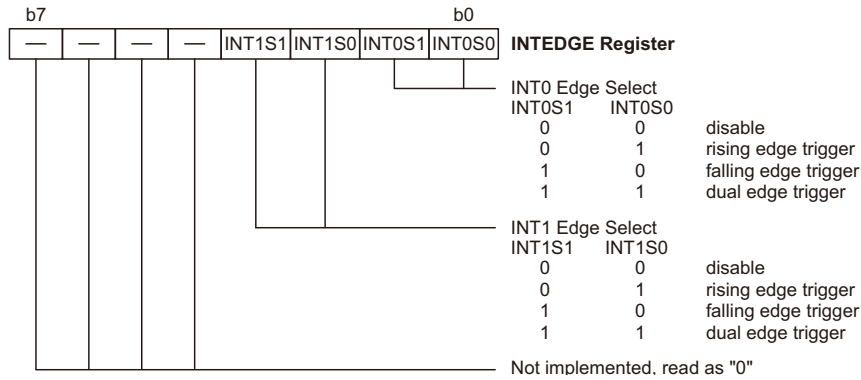 b7 b0
— — — — INT1S1 INT1S0 INT0S1 INT0S0 INTEDGE Register
INT0 Edge Select
INT0S1 INT0S0
0 0 disable
0 1 rising edge trigger
1 0 falling edge trigger
1 1 dual edge trigger
INT1 Edge Select
INT1S1 INT1S0
0 0 disable
0 1 rising edge trigger
1 0 falling edge trigger
1 1 dual edge trigger
Not implemented, read as "0"